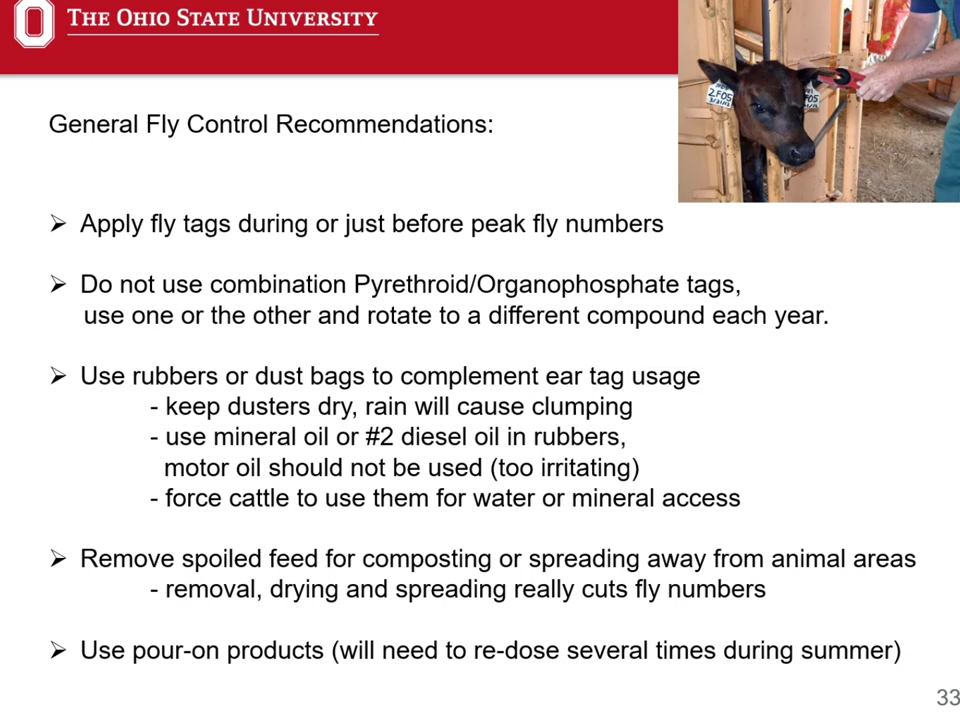 THE OHIO STATE UNIVERSITY
General Fly Control Recommendations:
➢ Apply fly tags during or just before peak fly numbers
➢ Do not use combination Pyrethroid/Organophosphate tags,
use one or the other and rotate to a different compound each year.
➢ Use rubbers or dust bags to complement ear tag usage
- keep dusters dry, rain will cause clumping
- use mineral oil or #2 diesel oil in rubbers,
motor oil should not be used (too irritating)
- force cattle to use them for water or mineral access
➢ Remove spoiled feed for composting or spreading away from animal areas
- removal, drying and spreading really cuts fly numbers
➢ Use pour-on products (will need to re-dose several times during summer)
33